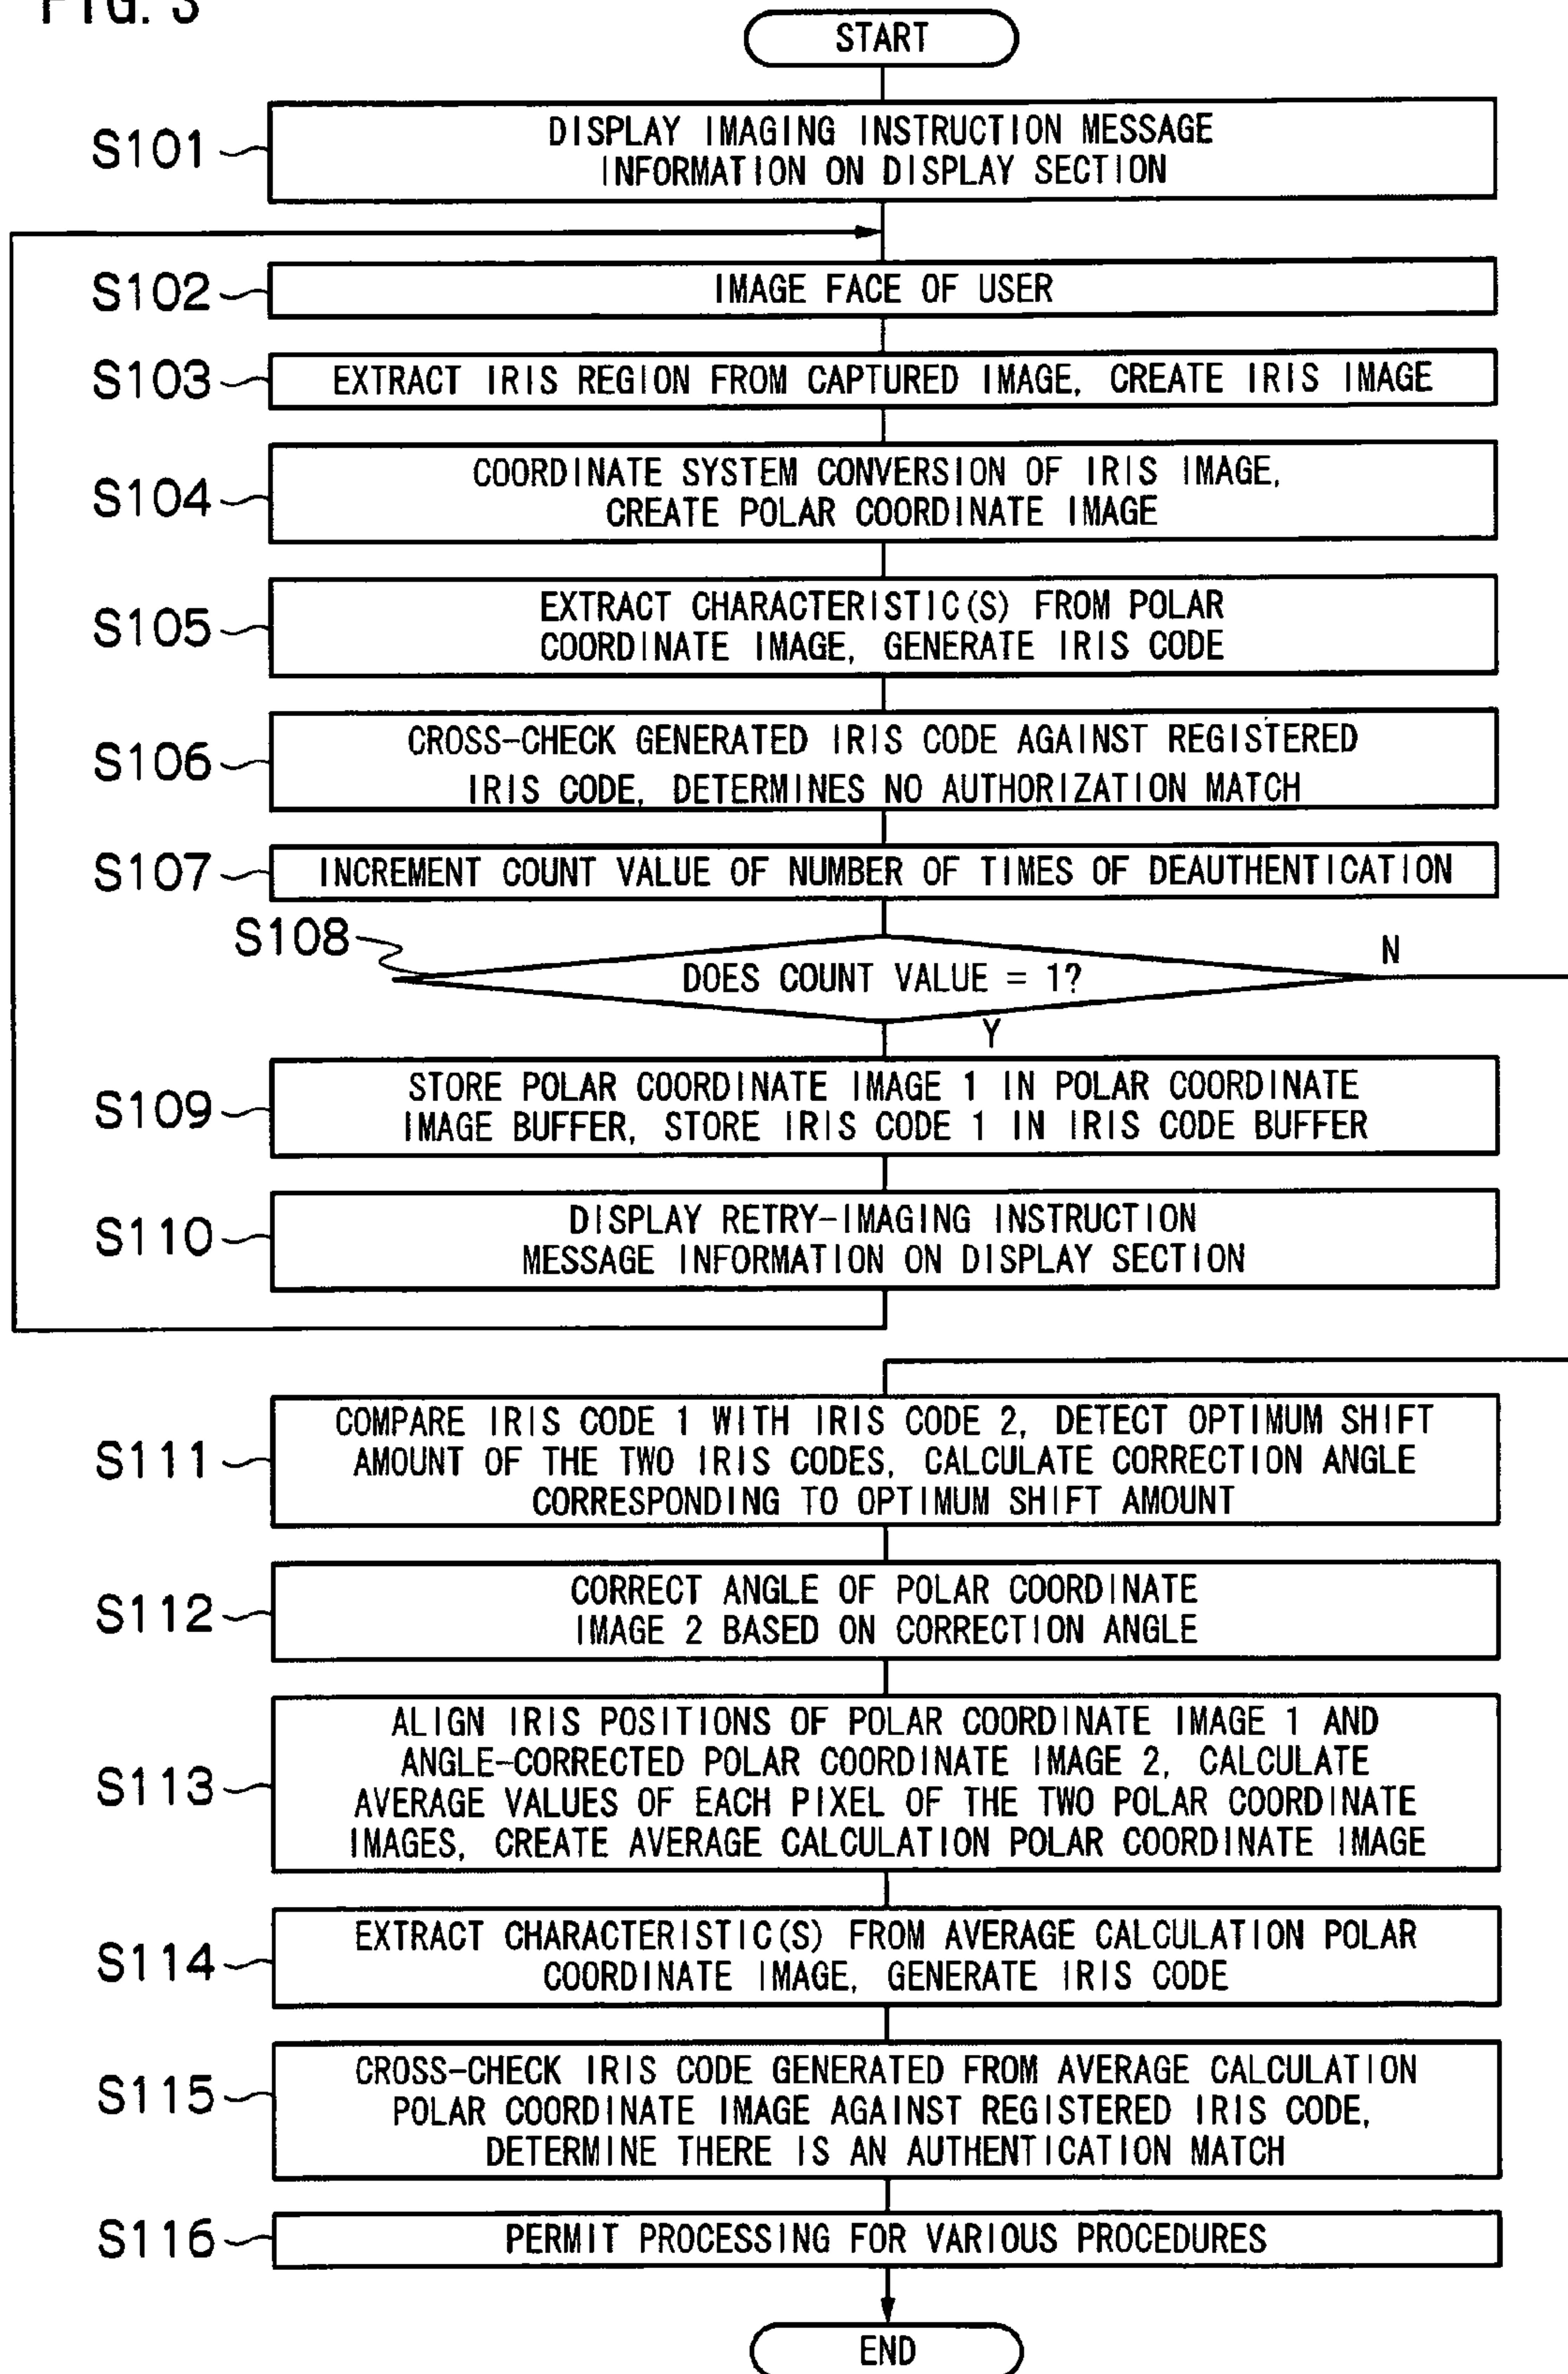 FIG. 3
START
S101
DISPLAY IMAGING INSTRUCTION MESSAGE
INFORMATION ON DISPLAY SECTION
S102
IMAGE FACE OF USER
S103
EXTRACT IRIS REGION FROM CAPTURED IMAGE, CREATE IRIS IMAGE
S104
COORDINATE SYSTEM CONVERSION OF IRIS IMAGE,
CREATE POLAR COORDINATE IMAGE
S105
EXTRACT CHARACTERISTIC(S) FROM POLAR
COORDINATE IMAGE, GENERATE IRIS CODE
S106
CROSS-CHECK GENERATED IRIS CODE AGAINST REGISTERED
IRIS CODE, DETERMINES NO AUTHORIZATION MATCH
S107
INCREMENT COUNT VALUE OF NUMBER OF TIMES OF DEAUTHENTICATION
S108
DOES COUNT VALUE = 1?
N
Y
S109
STORE POLAR COORDINATE IMAGE 1 IN POLAR COORDINATE
IMAGE BUFFER, STORE IRIS CODE 1 IN IRIS CODE BUFFER
S110
DISPLAY RETRY-IMAGING INSTRUCTION
MESSAGE INFORMATION ON DISPLAY SECTION
S111
COMPARE IRIS CODE 1 WITH IRIS CODE 2, DETECT OPTIMUM SHIFT
AMOUNT OF THE TWO IRIS CODES, CALCULATE CORRECTION ANGLE
CORRESPONDING TO OPTIMUM SHIFT AMOUNT
S112
CORRECT ANGLE OF POLAR COORDINATE
IMAGE 2 BASED ON CORRECTION ANGLE
S113
ALIGN IRIS POSITIONS OF POLAR COORDINATE IMAGE 1 AND
ANGLE-CORRECTED POLAR COORDINATE IMAGE 2, CALCULATE
AVERAGE VALUES OF EACH PIXEL OF THE TWO POLAR COORDINATE
IMAGES, CREATE AVERAGE CALCULATION POLAR COORDINATE IMAGE
S114
EXTRACT CHARACTERISTIC(S) FROM AVERAGE CALCULATION POLAR
COORDINATE IMAGE, GENERATE IRIS CODE
S115
CROSS-CHECK IRIS CODE GENERATED FROM AVERAGE CALCULATION
POLAR COORDINATE IMAGE AGAINST REGISTERED IRIS CODE,
DETERMINE THERE IS AN AUTHENTICATION MATCH
S116
PERMIT PROCESSING FOR VARIOUS PROCEDURES
END